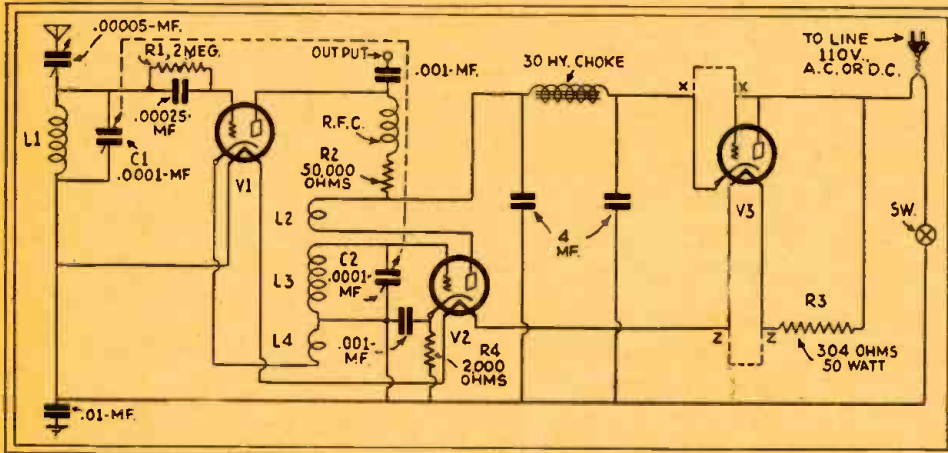 .00005-MF.
R1, 2 MEG.
.00025-
MF
L1
C1
.0001-MF
V1
OUTPUT
.001-MF.
R.F.C.
R2
50,000
OHMS
L2
L3
L4
C2
.0001-
MF
.001-
MF.
V2
R4
2,000
OHMS
30 HY. CHOKE
4
MF.
X
X
V3
Z
Z
R3
304 OHMS
50 WATT
TO LINE
110V.,
A.C. OR D.C.
SW.
.01-MF.